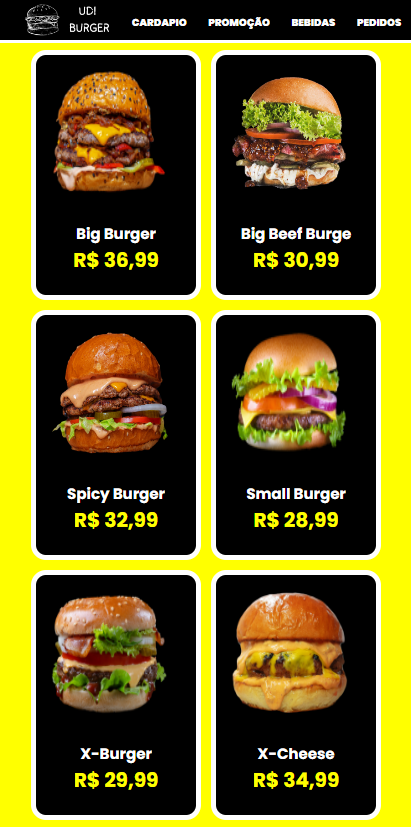 UDI
BURGER
CARDAPIO PROMOÇÃO BEBIDAS PEDIDOS
Big Burger
R$ 36,99
Big Beef Burge
R$ 30,99
Spicy Burger
R$ 32,99
Small Burger
R$ 28,99
X-Burger
R$ 29,99
X-Cheese
R$ 34,99